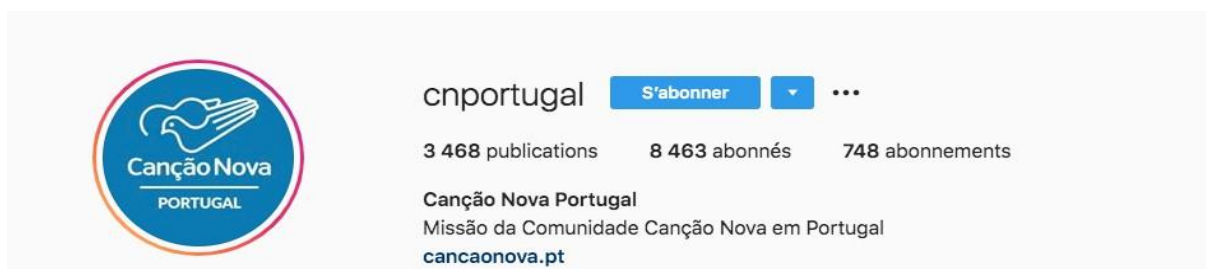 Canção Nova
PORTUGAL
cnportugal S'abonner
3 468 publications 8 463 abonnés 748 abonnements
Canção Nova Portugal
Missão da Comunidade Canção Nova em Portugal
cancaonova.pt